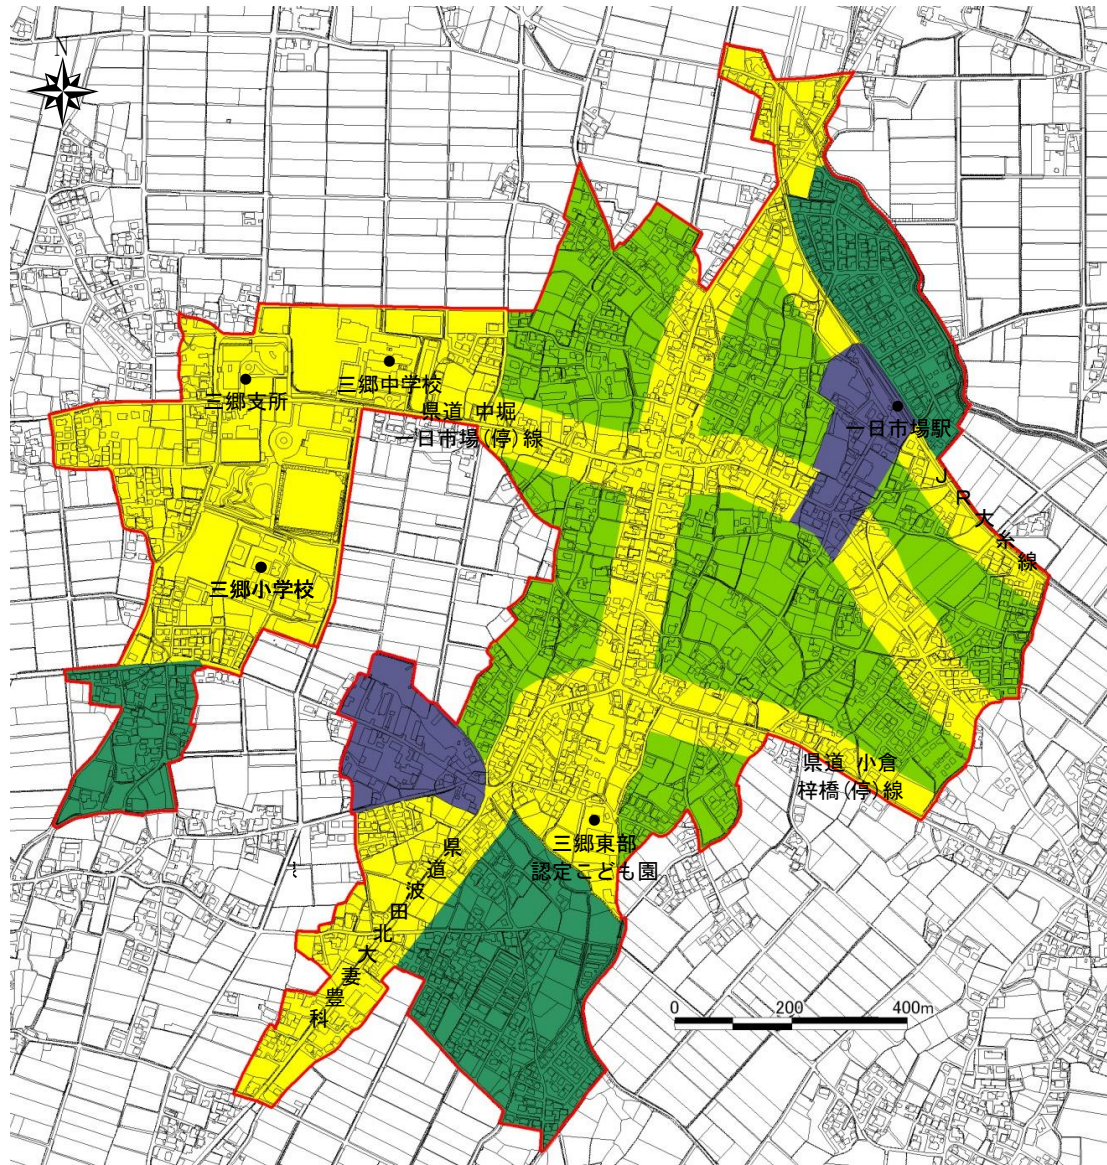 N
三郷中学校
三郷支所
県道 中堀
一日市場(停)線
一日市場駅
JR大糸線
三郷小学校
県道 小倉
梓橋(停)線
三郷東部
認定こども園
県道波田北大妻豊科
0 200 400m